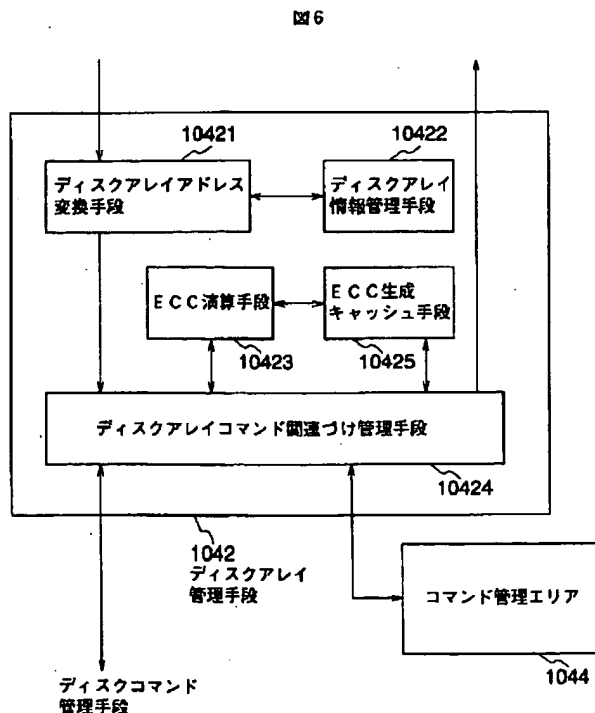 図6
10421
10422
ディスクアレイアドレス
変換手段
ディスクアレイ
情報管理手段
ECC演算手段
ECC生成
キャッシュ手段
10423
10425
ディスクアレイコマンド関連づけ管理手段
10424
1042
ディスクアレイ
管理手段
コマンド管理エリア
1044
ディスクコマンド
管理手段